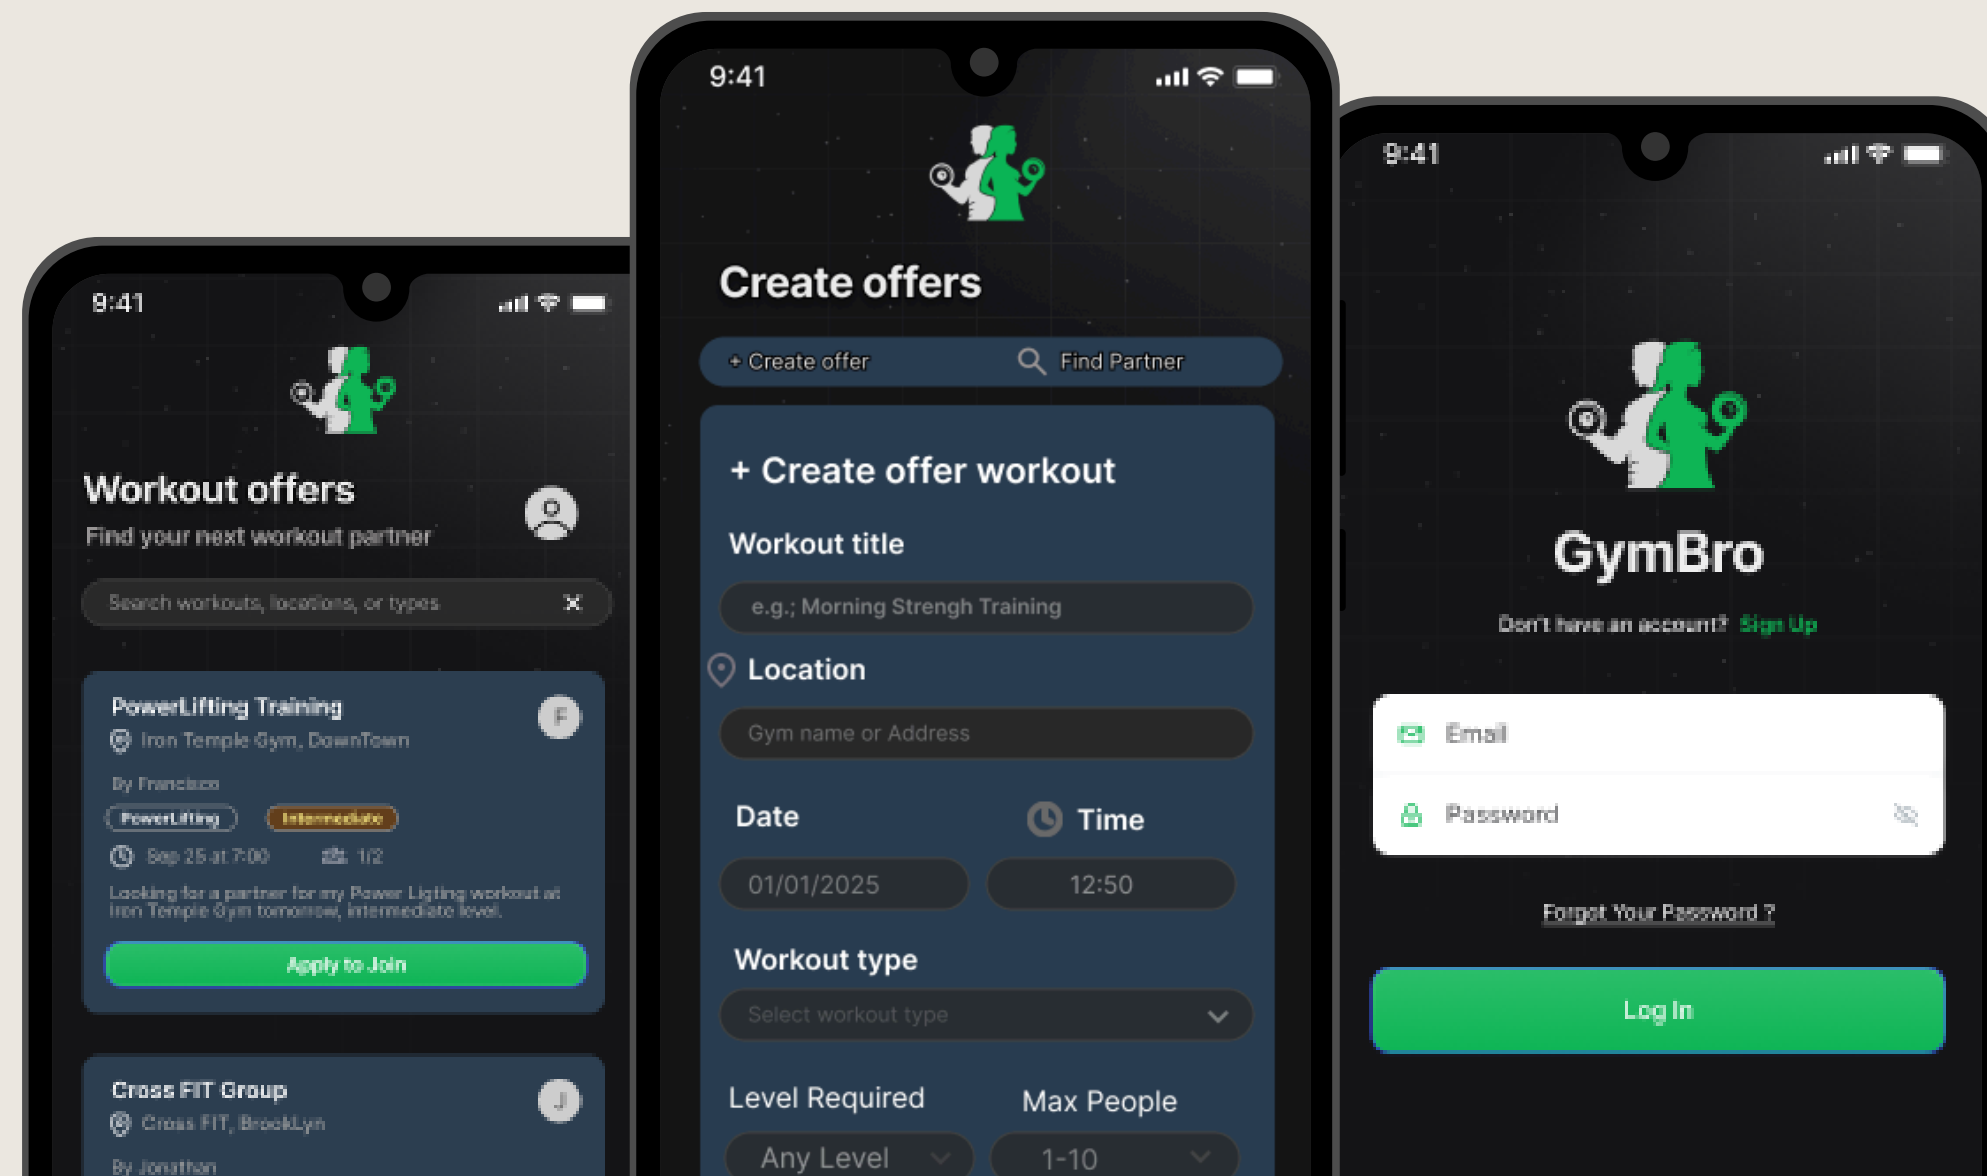 9:41
Workout offers
Find your next workout partner
Search workouts, locations, or types
PowerLifting Training
F
Iron Temple Gym, DownTown
By Francisco
PowerLifting
Intermediate
Sep 25 at 7:00
1/2
Looking for a partner for my Power Ligting workout at
Iron Temple Gym tomorrow, intermediate level.
Apply to Join
Cross FIT Group
J
Cross FIT, BrookLyn
By Jonathan
9:41
Create offers
+ Create offer
Find Partner
+ Create offer workout
Workout title
e.g.; Morning Strengh Training
Location
Gym name or Address
Date
Time
01/01/2025
12:50
Workout type
Select workout type
Level Required
Max People
Any Level
1-10
9:41
GymBro
Don't have an account? Sign Up
Email
Password
Forgot Your Password ?
Log In